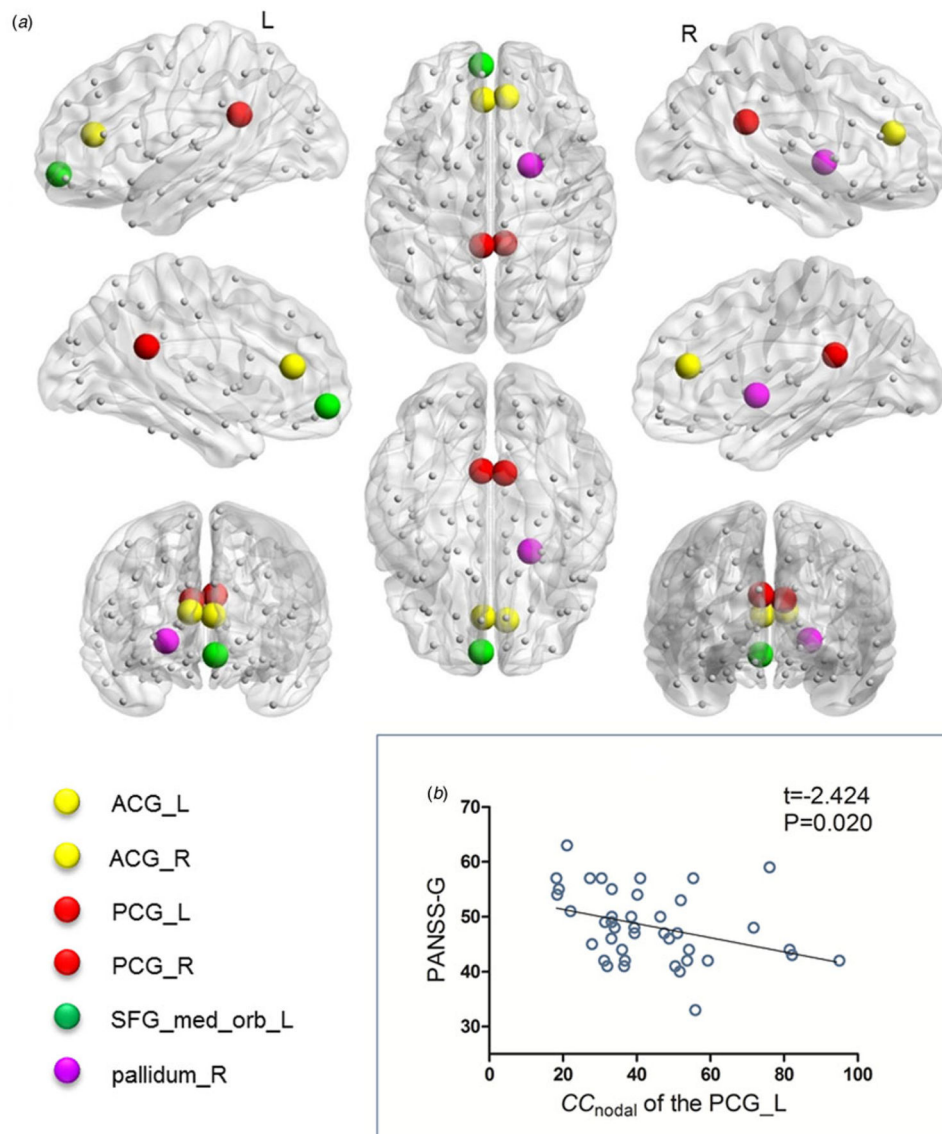 (a)
L
R
ACG_L
ACG_R
PCG_L
PCG_R
SFG_med_orb_L
pallidum_R
(b)
t=-2.424
P=0.020
70
60
50
40
30
PANSS-G
0 20 40 60 80 100
CCnodal of the PCG_L